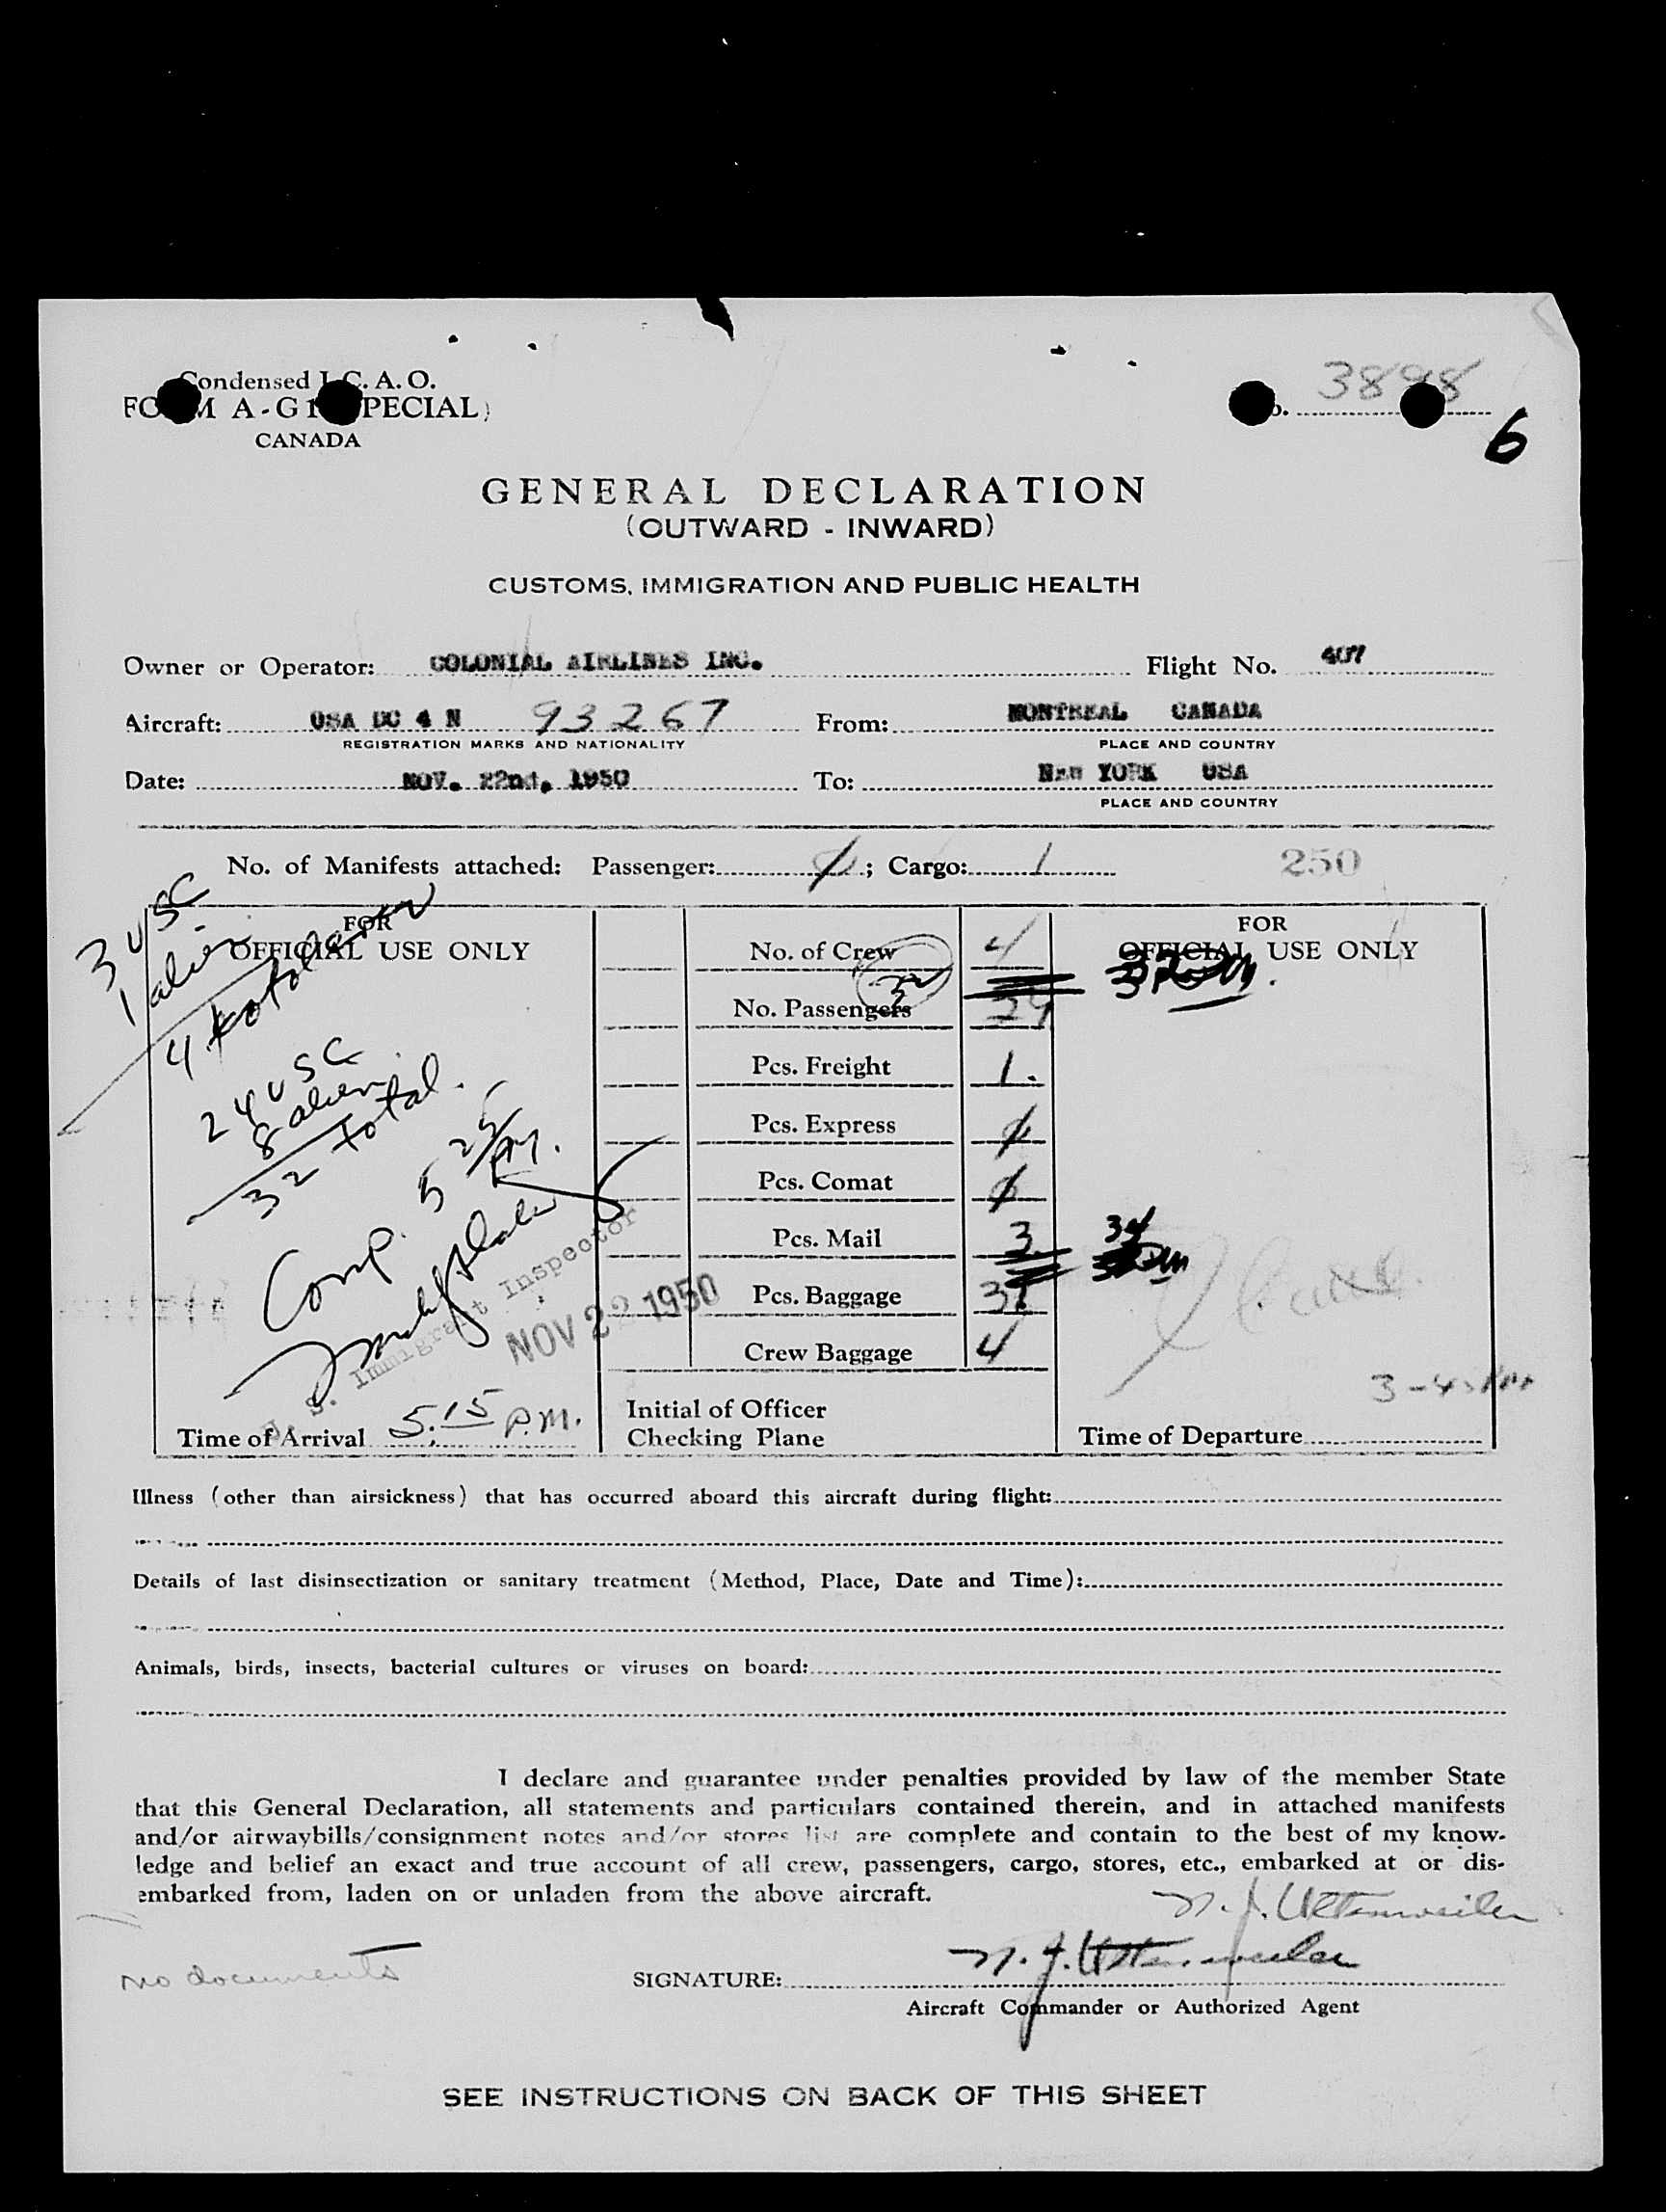 Condensed I.C.A.O.
FORM A-G1 (SPECIAL)
CANADA
No. 3898
6
GENERAL DECLARATION
(OUTWARD - INWARD)
CUSTOMS, IMMIGRATION AND PUBLIC HEALTH
Owner or Operator: COLONIAL AIRLINES INC. Flight No. 407
Aircraft: USA DC 4 N 93267 From: MONTREAL CANADA
REGISTRATION MARKS AND NATIONALITY PLACE AND COUNTRY
Date: NOV. 22nd, 1950 To: NEW YORK USA
PLACE AND COUNTRY
No. of Manifests attached: Passenger: ; Cargo: 1 250
3 USC
1 alien
4 total
FOR
OFFICIAL USE ONLY
24 USC
8 alien
32 total.
Comp. 5 25 PM.
U.S. Immigrant Inspector
NOV 22 1950
Time of Arrival 5:15 P.M.
No. of Crew 4
No. Passengers 32 29
Pcs. Freight 1.
Pcs. Express
Pcs. Comat
Pcs. Mail 3
Pcs. Baggage
Crew Baggage 4
Initial of Officer
Checking Plane
FOR
OFFICIAL USE ONLY
34
Time of Departure
Illness (other than airsickness) that has occurred aboard this aircraft during flight:
Details of last disinsectization or sanitary treatment (Method, Place, Date and Time):
Animals, birds, insects, bacterial cultures or viruses on board:
I declare and guarantee under penalties provided by law of the member State
that this General Declaration, all statements and particulars contained therein, and in attached manifests
and/or airwaybills/consignment notes and/or stores list are complete and contain to the best of my know-
ledge and belief an exact and true account of all crew, passengers, cargo, stores, etc., embarked at or dis-
embarked from, laden on or unladen from the above aircraft.
no documents
SIGNATURE: N. J.
Aircraft Commander or Authorized Agent
SEE INSTRUCTIONS ON BACK OF THIS SHEET